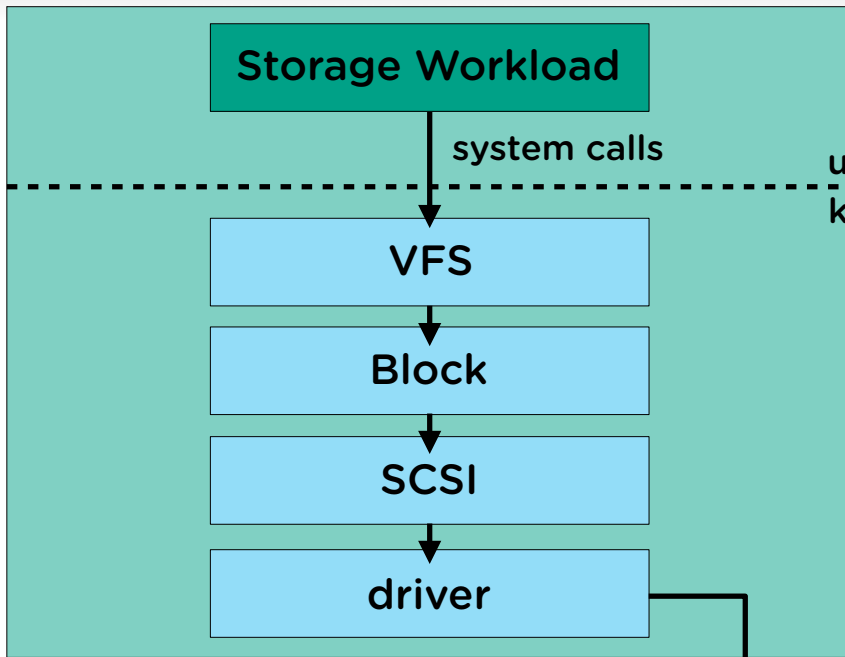 Storage Workload
system calls
u
k
VFS
Block
SCSI
driver